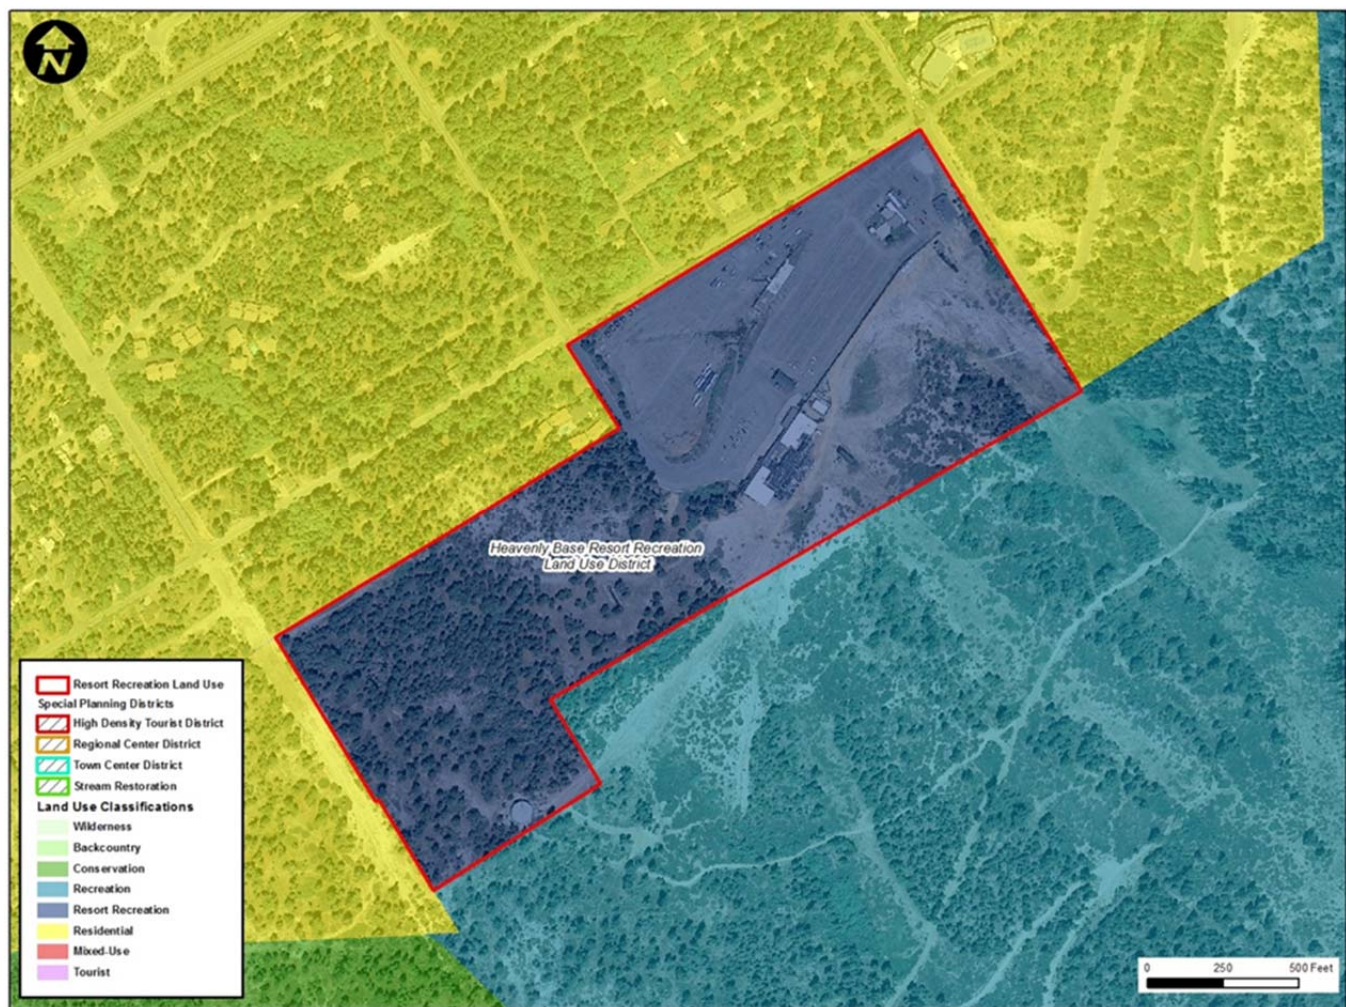 N
Heavenly Base Resort Recreation
Land Use District
Resort Recreation Land Use
Special Planning Districts
High Density Tourist District
Regional Center District
Town Center District
Stream Restoration
Land Use Classifications
Wilderness
Backcountry
Conservation
Recreation
Resort Recreation
Residential
Mixed-Use
Tourist
0 250 500 Feet